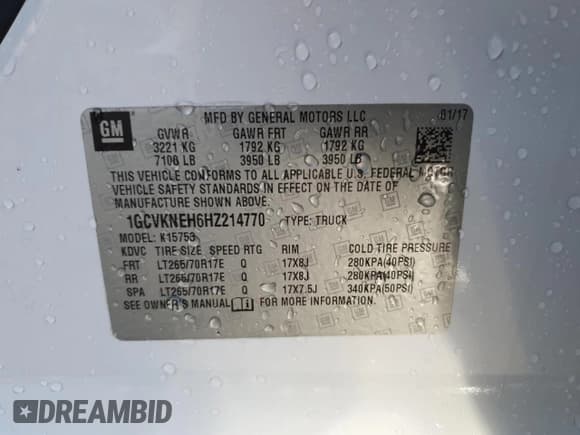 GM
MFD BY GENERAL MOTORS LLC
01/17
GVWR GAWR FRT GAWR RR
3221 KG 1792 KG 1792 KG
7100 LB 3950 LB 3950 LB
THIS VEHICLE CONFORMS TO ALL APPLICABLE U.S. FEDERAL MOTOR
VEHICLE SAFETY STANDARDS IN EFFECT ON THE DATE OF
MANUFACTURE SHOWN ABOVE.
1GCVKNEH6HZ214770 TYPE: TRUCK
MODEL: K15753
KDVC TIRE SIZE SPEED RTG RIM COLD TIRE PRESSURE
FRT LT265/70R17E Q 17X8J 280KPA(40PSI)
RR LT265/70R17E Q 17X8J 280KPA(40PSI)
SPA LT265/70R17E Q 17X7.5J 340KPA(50PSI)
SEE OWNER'S MANUAL i FOR MORE INFORMATION.
DREAMBID